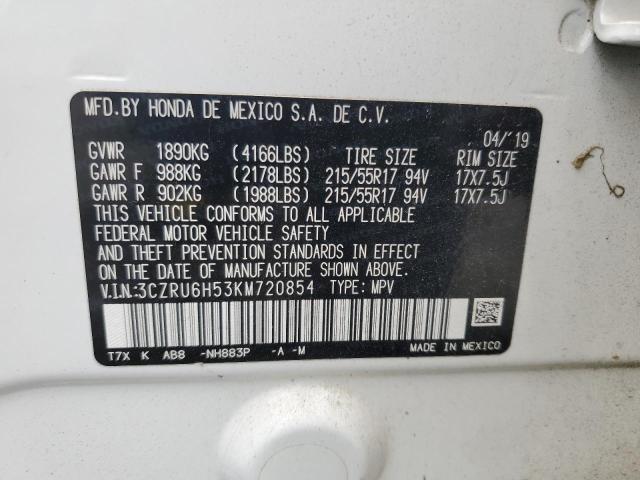 MFD. BY HONDA DE MEXICO S.A. DE C.V.
04/'19
GVWR 1890KG (4166LBS) TIRE SIZE RIM SIZE
GAWR F 988KG (2178LBS) 215/55R17 94V 17X7.5J
GAWR R 902KG (1988LBS) 215/55R17 94V 17X7.5J
THIS VEHICLE CONFORMS TO ALL APPLICABLE
FEDERAL MOTOR VEHICLE SAFETY
AND THEFT PREVENTION STANDARDS IN EFFECT
ON THE DATE OF MANUFACTURE SHOWN ABOVE.
V.I.N.:3CZRU6H53KM720854 TYPE: MPV
T7X K AB8 -NH883P -A -M
MADE IN MEXICO